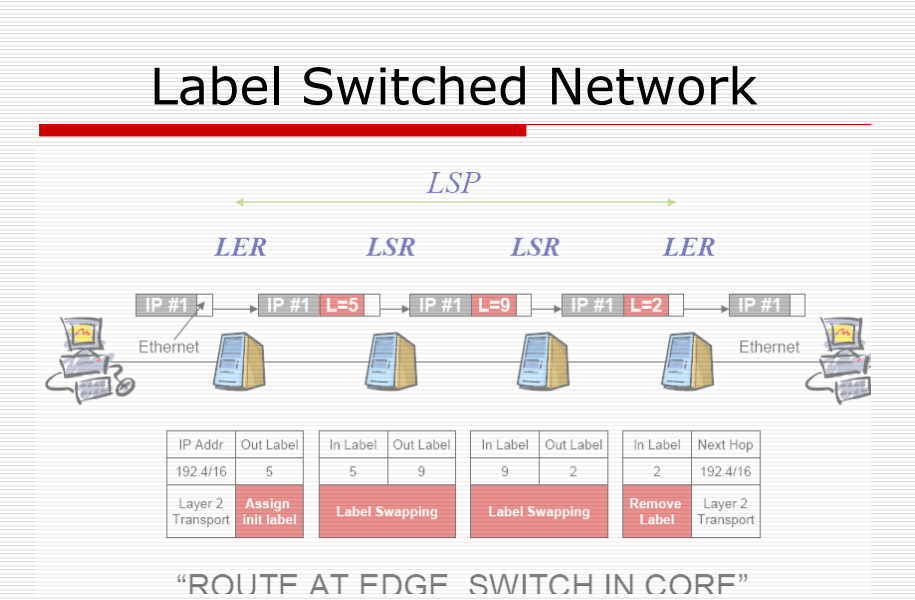 Label Switched Network
LSP
LER LSR LSR LER
IP #1 IP #1 L=5 IP #1 L=9 IP #1 L=2 IP #1
Ethernet Ethernet
IP Addr Out Label In Label Out Label In Label Out Label In Label Next Hop
192.4/16 5 5 9 9 2 2 192.4/16
Layer 2 Transport Assign init label Label Swapping Label Swapping Remove Label Layer 2 Transport
“ROUTE AT EDGE, SWITCH IN CORE”